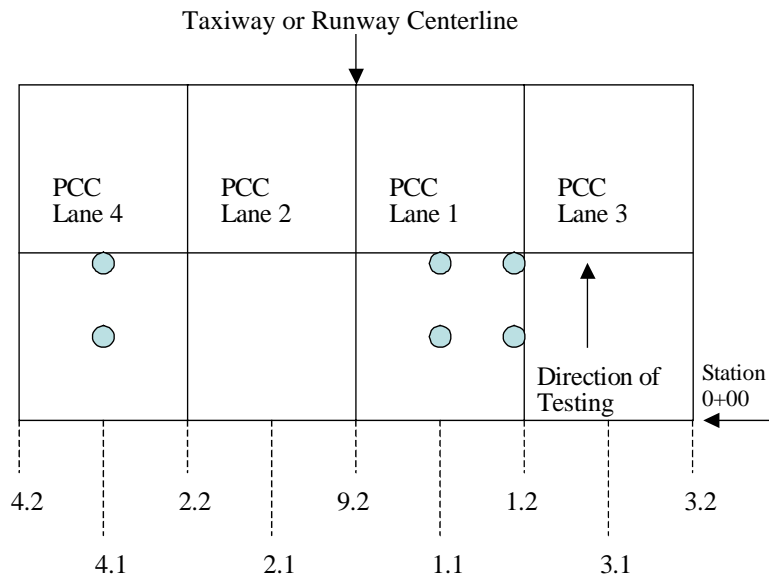 Taxiway or Runway Centerline
PCC
Lane 4
PCC
Lane 2
PCC
Lane 1
PCC
Lane 3
Direction of
Testing
Station
0+00
4.2
2.2
9.2
1.2
3.2
4.1
2.1
1.1
3.1